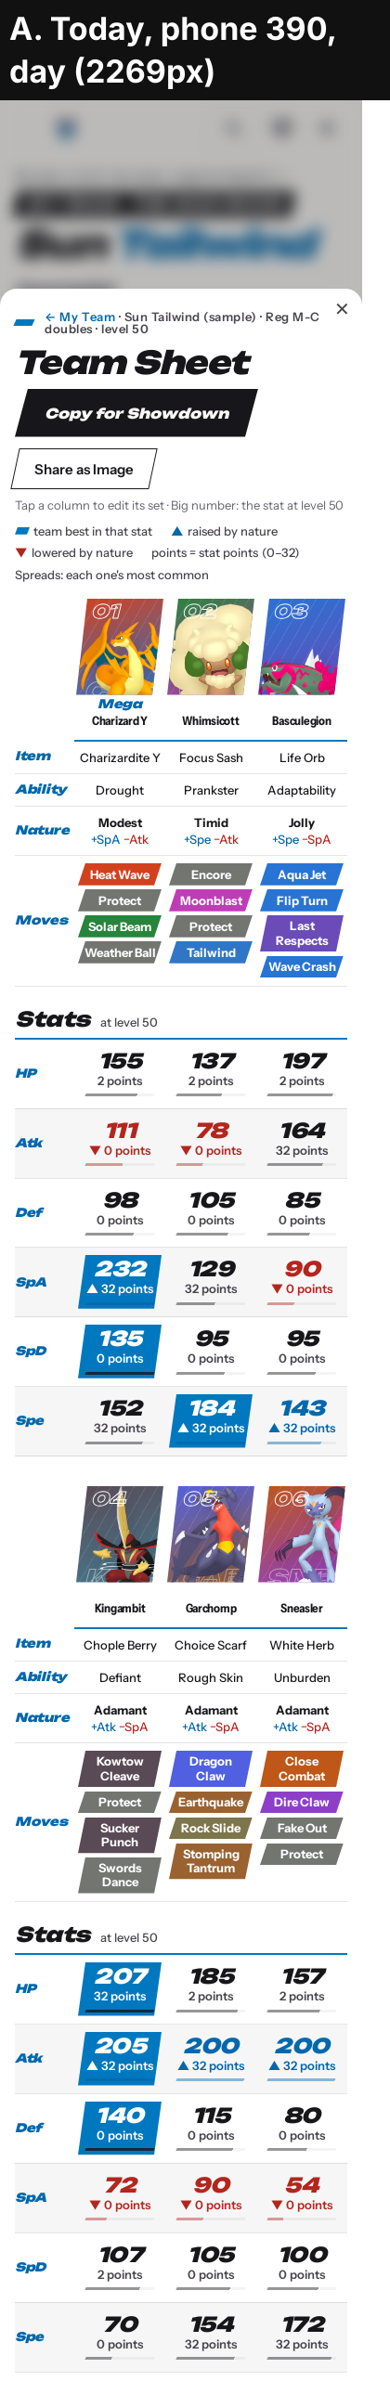 A. Today, phone 390,
day (2269px)
Sun Tailwind
← My Team · Sun Tailwind (sample) · Reg M-C
doubles · level 50
Team Sheet
Copy for Showdown
Share as Image
Tap a column to edit its set · Big number: the stat at level 50
team best in that stat ▲ raised by nature
▼ lowered by nature points = stat points (0–32)
Spreads: each one's most common
01 02 03
Mega
Charizard Y Whimsicott Basculegion
Item Charizardite Y Focus Sash Life Orb
Ability Drought Prankster Adaptability
Nature Modest Timid Jolly
+SpA −Atk +Spe −Atk +Spe −SpA
Moves
Heat Wave Encore Aqua Jet
Protect Moonblast Flip Turn
Solar Beam Protect Last Respects
Weather Ball Tailwind Wave Crash
Stats at level 50
HP 155 137 197
2 points 2 points 2 points
Atk 111 78 164
▼ 0 points ▼ 0 points 32 points
Def 98 105 85
0 points 0 points 0 points
SpA 232 129 90
▲ 32 points 32 points ▼ 0 points
SpD 135 95 95
0 points 0 points 0 points
Spe 152 184 143
32 points ▲ 32 points ▲ 32 points
04 05 06
Kingambit Garchomp Sneasler
Item Chople Berry Choice Scarf White Herb
Ability Defiant Rough Skin Unburden
Nature Adamant Adamant Adamant
+Atk −SpA +Atk −SpA +Atk −SpA
Moves
Kowtow Cleave Dragon Claw Close Combat
Protect Earthquake Dire Claw
Sucker Punch Rock Slide Fake Out
Swords Dance Stomping Tantrum Protect
Stats at level 50
HP 207 185 157
32 points 2 points 2 points
Atk 205 200 200
▲ 32 points ▲ 32 points ▲ 32 points
Def 140 115 80
0 points 0 points 0 points
SpA 72 90 54
▼ 0 points ▼ 0 points ▼ 0 points
SpD 107 105 100
2 points 0 points 0 points
Spe 70 154 172
0 points 32 points 32 points